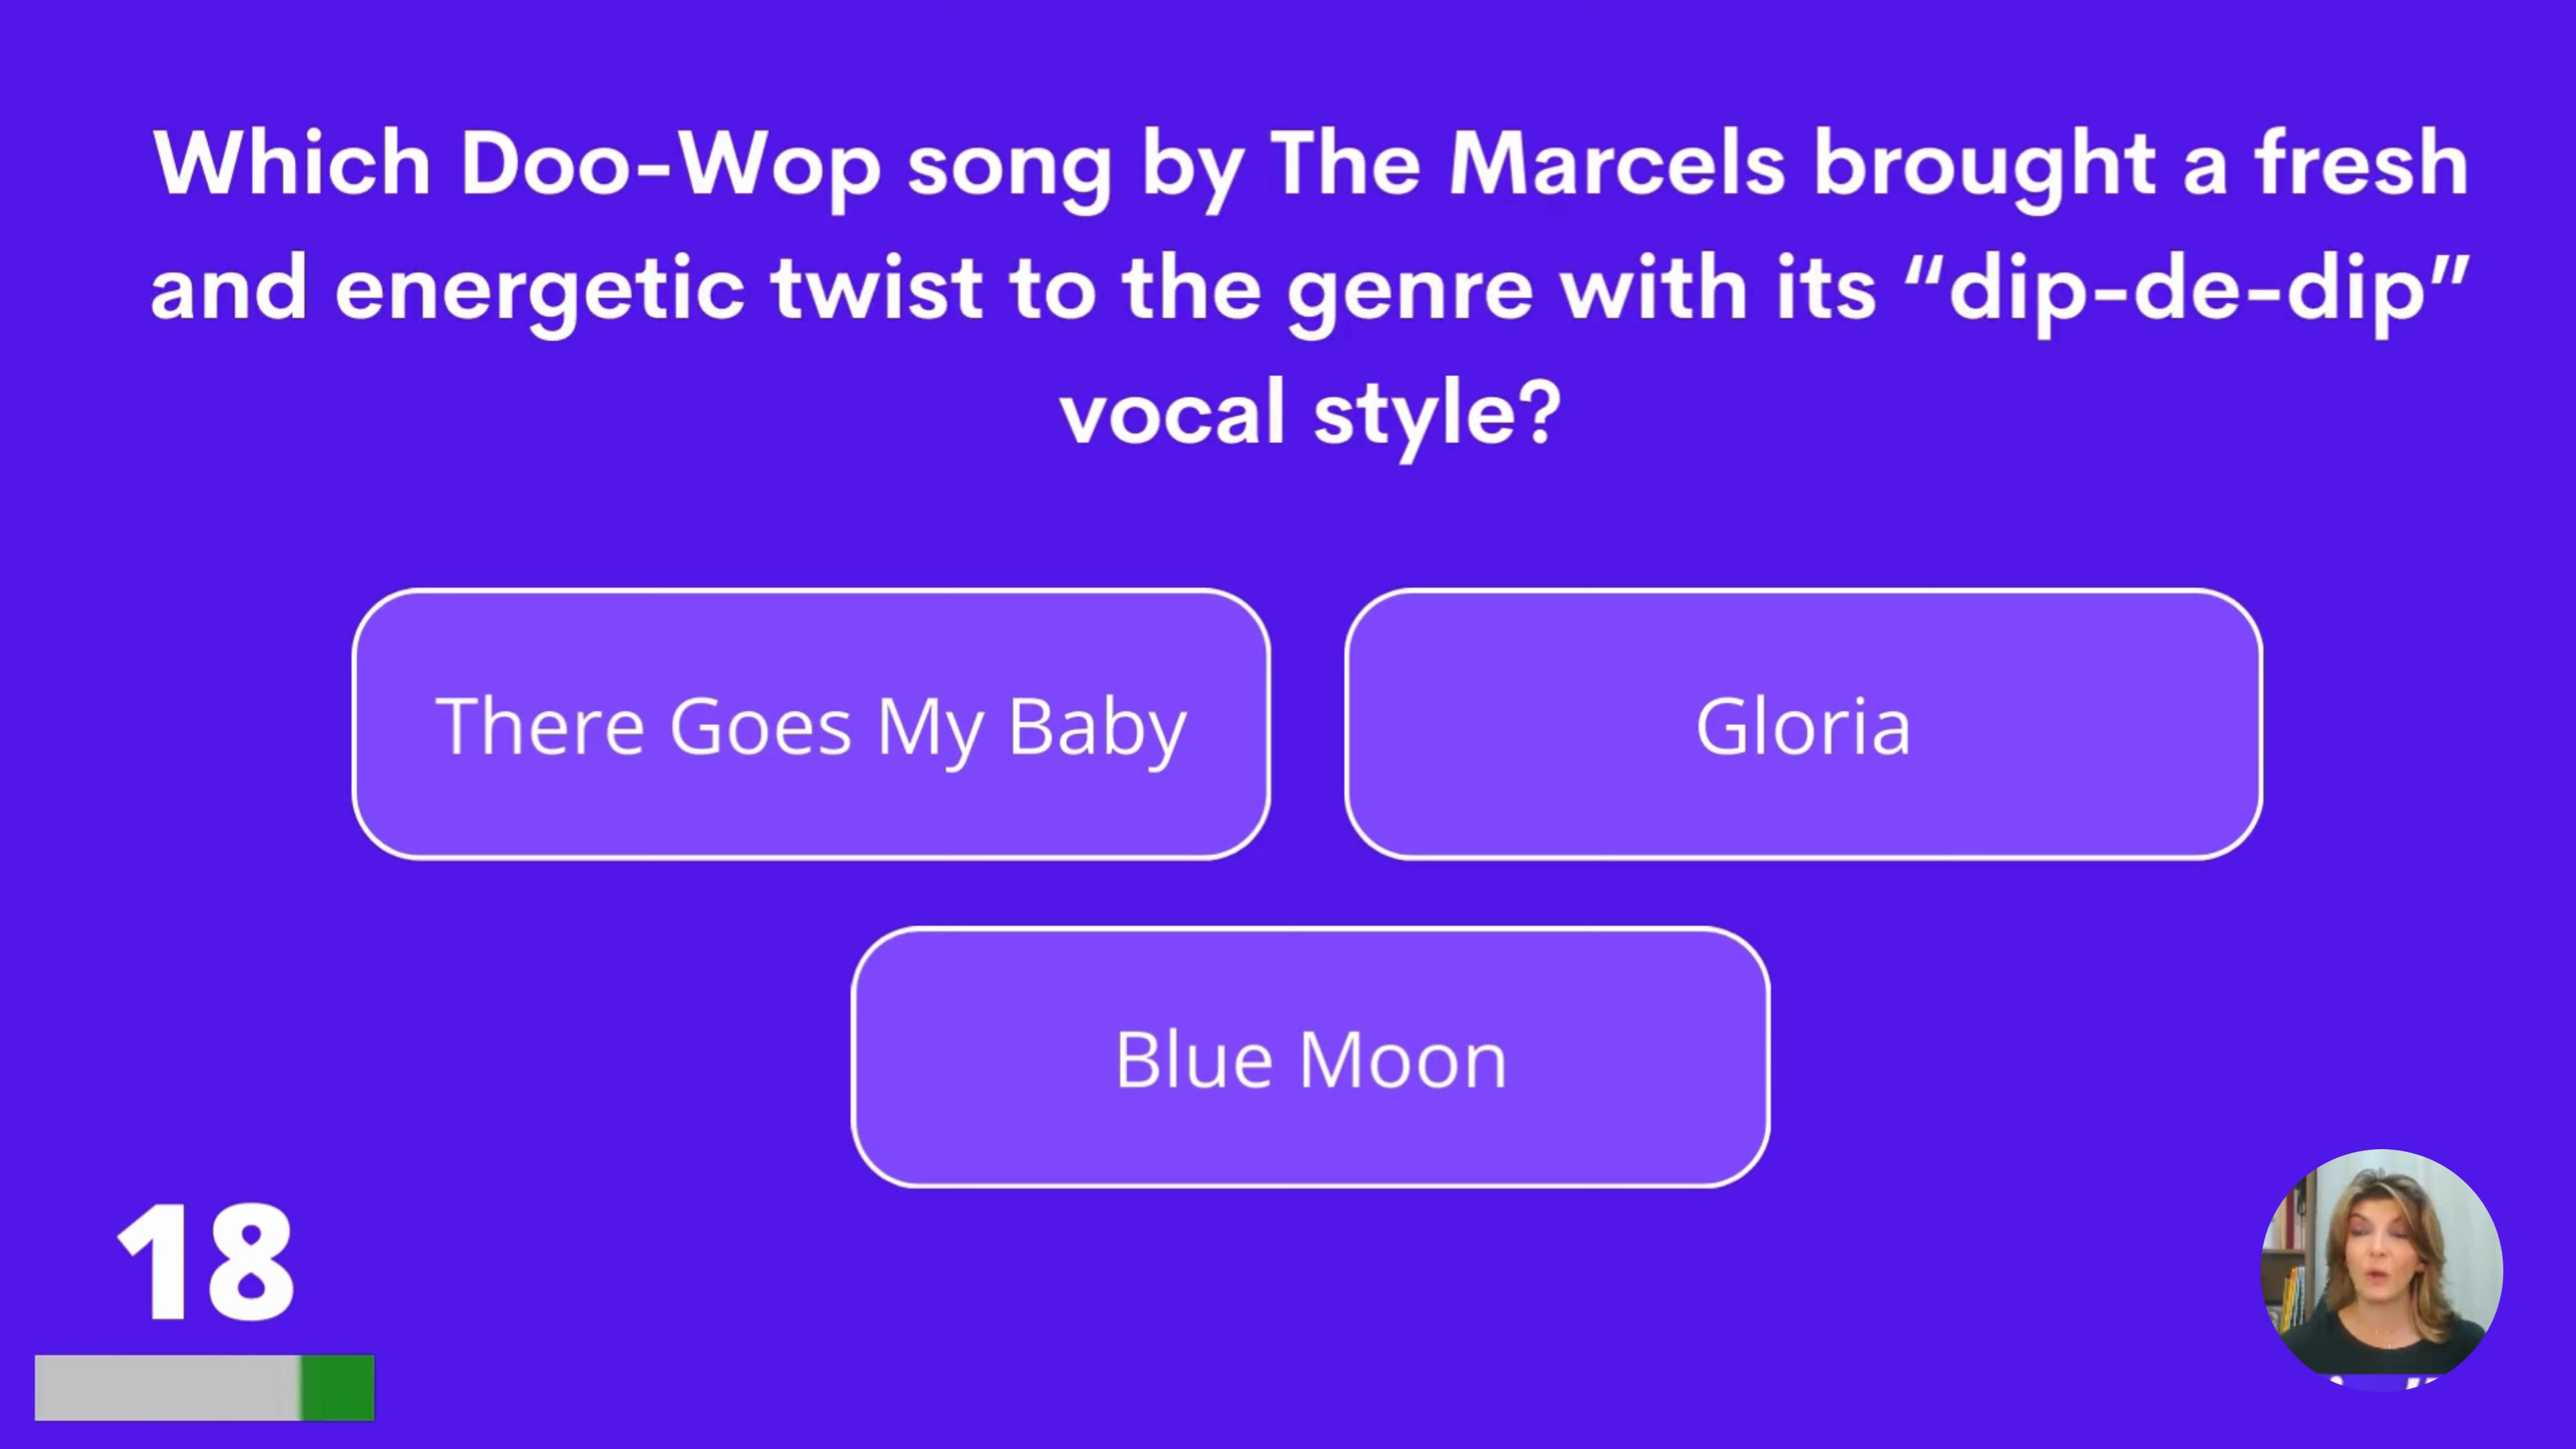 Which Doo-Wop song by The Marcels brought a fresh
and energetic twist to the genre with its “dip-de-dip”
vocal style?
There Goes My Baby
Gloria
Blue Moon
18